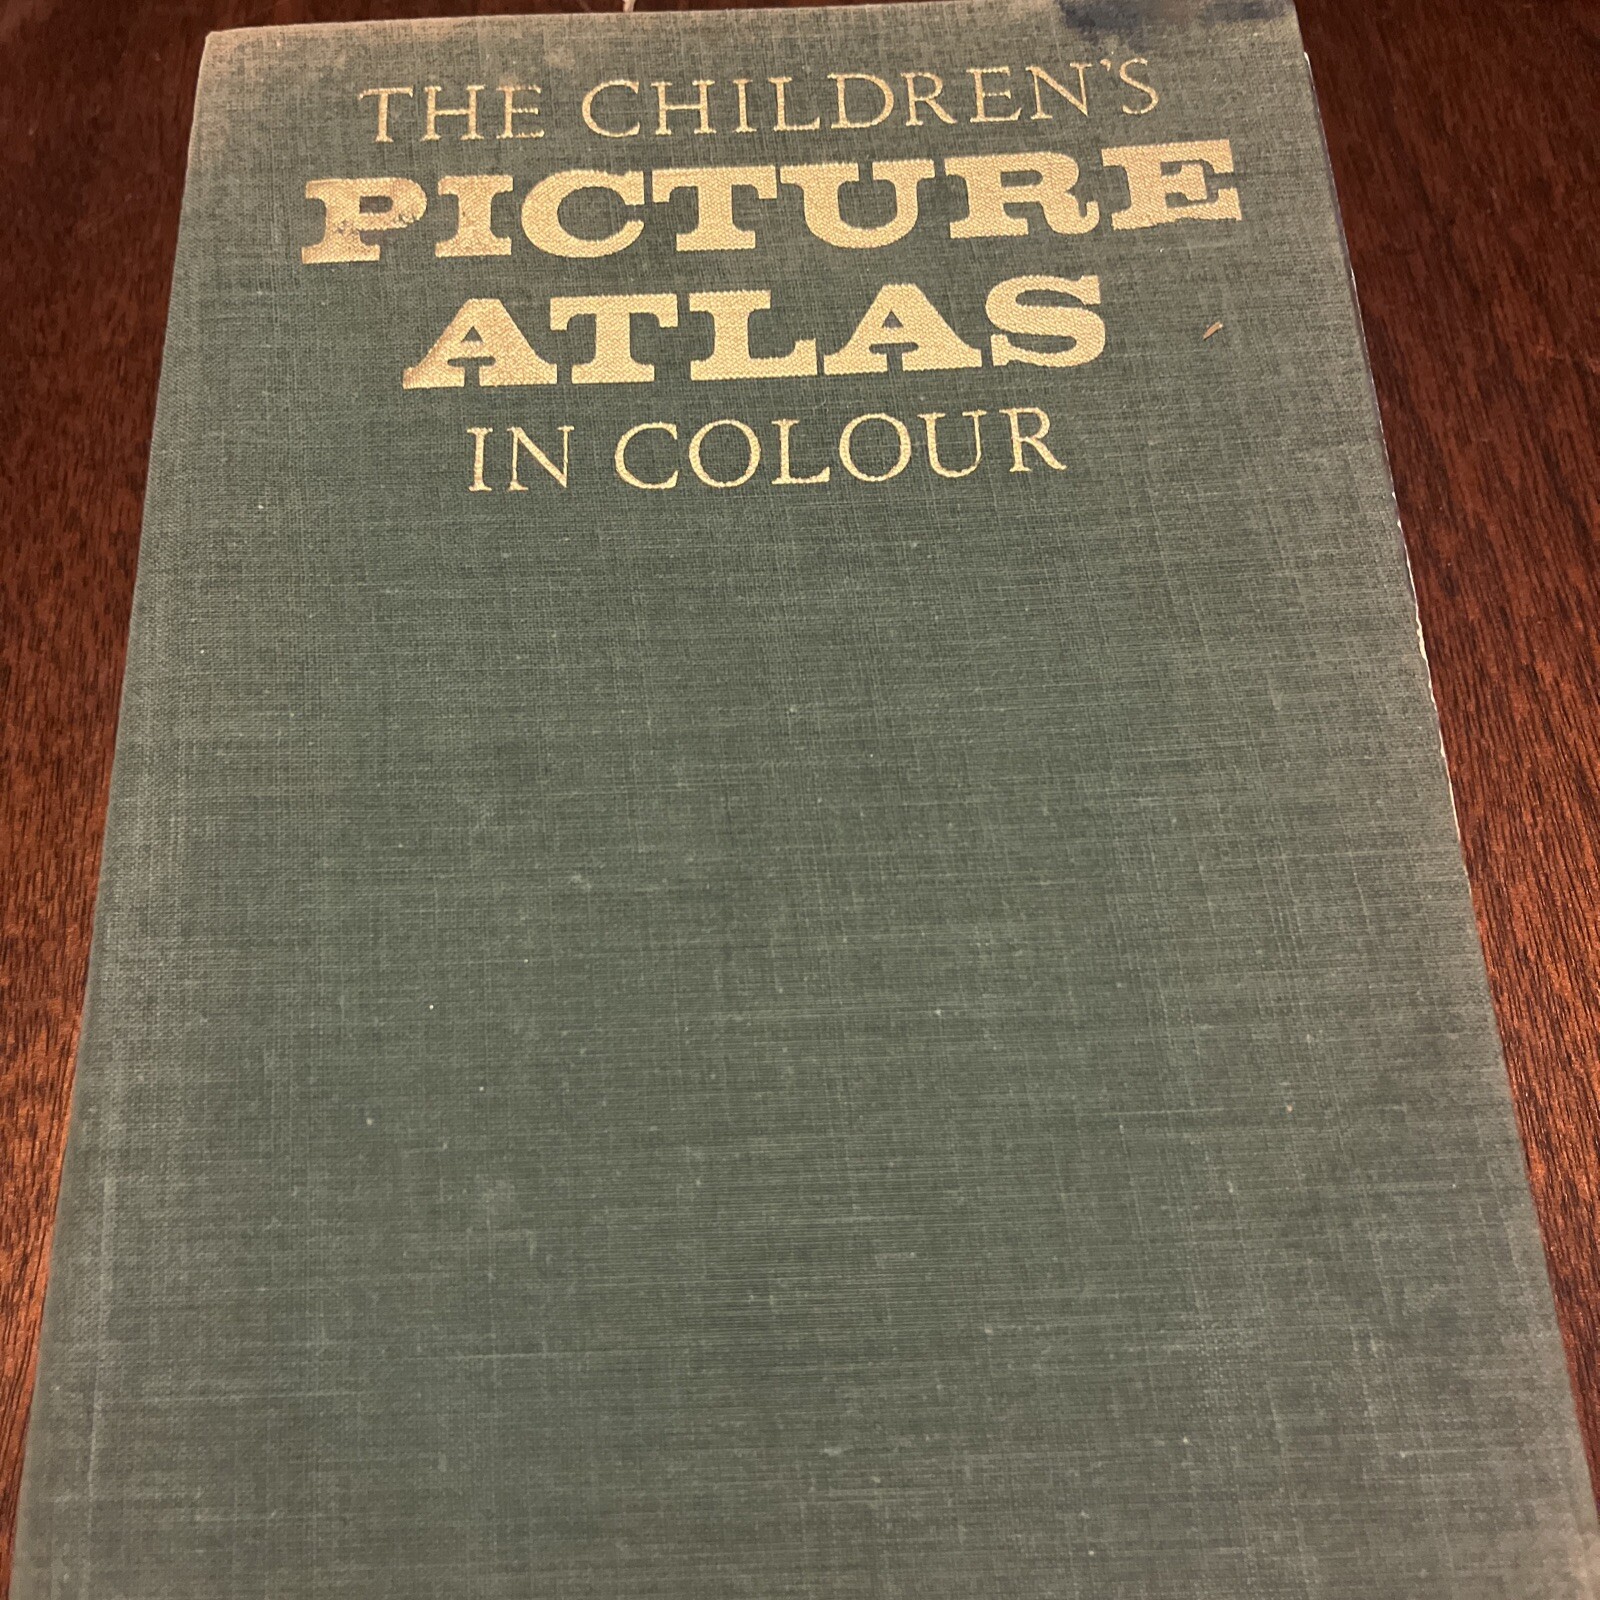 THE CHILDREN'S
PICTURE
ATLAS
IN COLOUR